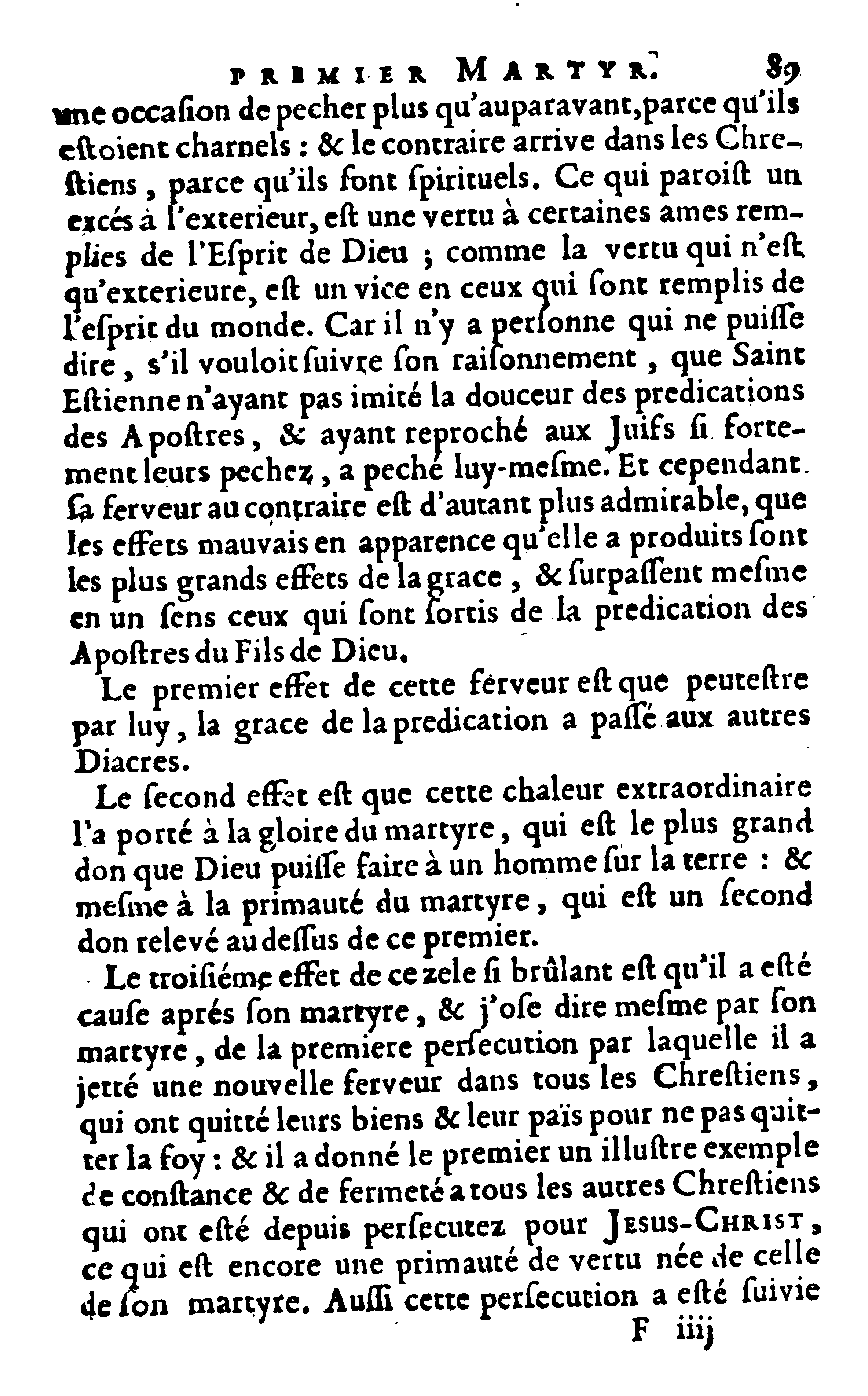 PREMIER MARTYR. 89
une occaſion de pecher plus qu'auparavant, parce qu'ils
eſtoient charnels : & le contraire arrive dans les Chre-
ſtiens, parce qu'ils ſont ſpirituels. Ce qui paroiſt un
excés à l'exterieur, eſt une vertu à certaines ames rem-
plies de l'Eſprit de Dieu ; comme la vertu qui n'eſt
qu'exterieure, eſt un vice en ceux qui ſont remplis de
l'eſprit du monde. Car il n'y a perſonne qui ne puiſſe
dire, s'il vouloit ſuivre ſon raiſonnement, que Saint
Eſtienne n'ayant pas imité la douceur des predications
des Apoſtres, & ayant reproché aux Juifs ſi forte-
ment leurs pechez, a peché luy-meſme. Et cependant
ſa ferveur au contraire eſt d'autant plus admirable, que
les effets mauvais en apparence qu'elle a produits ſont
les plus grands effets de la grace, & ſurpaſſent meſme
en un ſens ceux qui ſont ſortis de la predication des
Apoſtres du Fils de Dieu.
Le premier effet de cette ferveur eſt que peuteſtre
par luy, la grace de la predication a paſſé aux autres
Diacres.
Le ſecond effet eſt que cette chaleur extraordinaire
l'a porté à la gloire du martyre, qui eſt le plus grand
don que Dieu puiſſe faire à un homme ſur la terre : &
meſme à la primauté du martyre, qui eſt un ſecond
don relevé au deſſus de ce premier.
Le troiſiéme effet de ce zele ſi brûlant eſt qu'il a eſté
cauſe aprés ſon martyre, & j'oſe dire meſme par ſon
martyre, de la premiere perſecution par laquelle il a
jetté une nouvelle ferveur dans tous les Chreſtiens,
qui ont quitté leurs biens & leur païs pour ne pas quit-
ter la foy : & il a donné le premier un illuſtre exemple
de conſtance & de fermeté a tous les autres Chreſtiens
qui ont eſté depuis perſecutez pour JESUS-CHRIST,
ce qui eſt encore une primauté de vertu née de celle
de ſon martyre. Auſſi cette perſecution a eſté ſuivie
F iiij